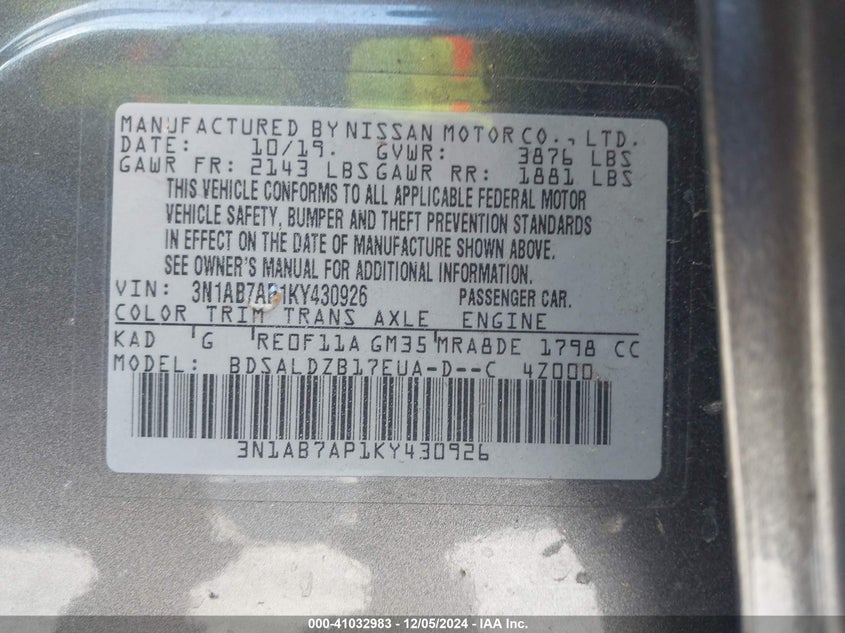 MANUFACTURED BY NISSAN MOTOR CO., LTD.
DATE: 10/19. GVWR: 3876 LBS
GAWR FR: 2143 LBS GAWR RR: 1881 LBS
THIS VEHICLE CONFORMS TO ALL APPLICABLE FEDERAL MOTOR
VEHICLE SAFETY, BUMPER AND THEFT PREVENTION STANDARDS
IN EFFECT ON THE DATE OF MANUFACTURE SHOWN ABOVE.
SEE OWNER'S MANUAL FOR ADDITIONAL INFORMATION.
VIN: 3N1AB7AP1KY430926 PASSENGER CAR.
COLOR TRIM TRANS AXLE ENGINE
KAD G RE0F11A GM35 MRA8DE 1798 CC
MODEL: BDSALDZB17EUA-D--C 4Z000
3N1AB7AP1KY430926
000-41032983 - 12/05/2024 - IAA Inc.